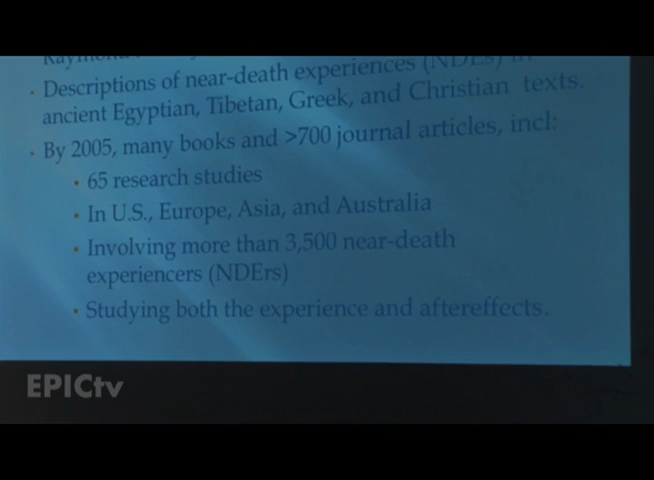 · Descriptions of near-death experiences (NDEs) in
ancient Egyptian, Tibetan, Greek, and Christian texts.
· By 2005, many books and >700 journal articles, incl:
· 65 research studies
· In U.S., Europe, Asia, and Australia
· Involving more than 3,500 near-death
experiencers (NDErs)
· Studying both the experience and aftereffects.
EPICtv